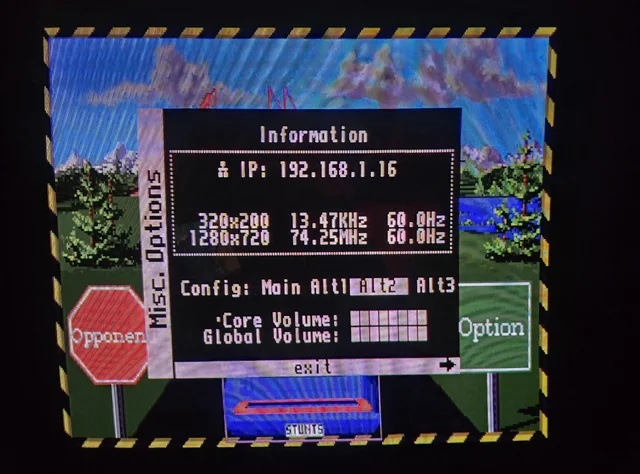 Information
IP: 192.168.1.16
320x200 13.47KHz 60.0Hz
1280x720 74.25MHz 60.0Hz
Misc. Options
Config: Main Alt1 Alt2 Alt3
Core Volume:
Global Volume:
exit
Opponen
Option
STUNTS